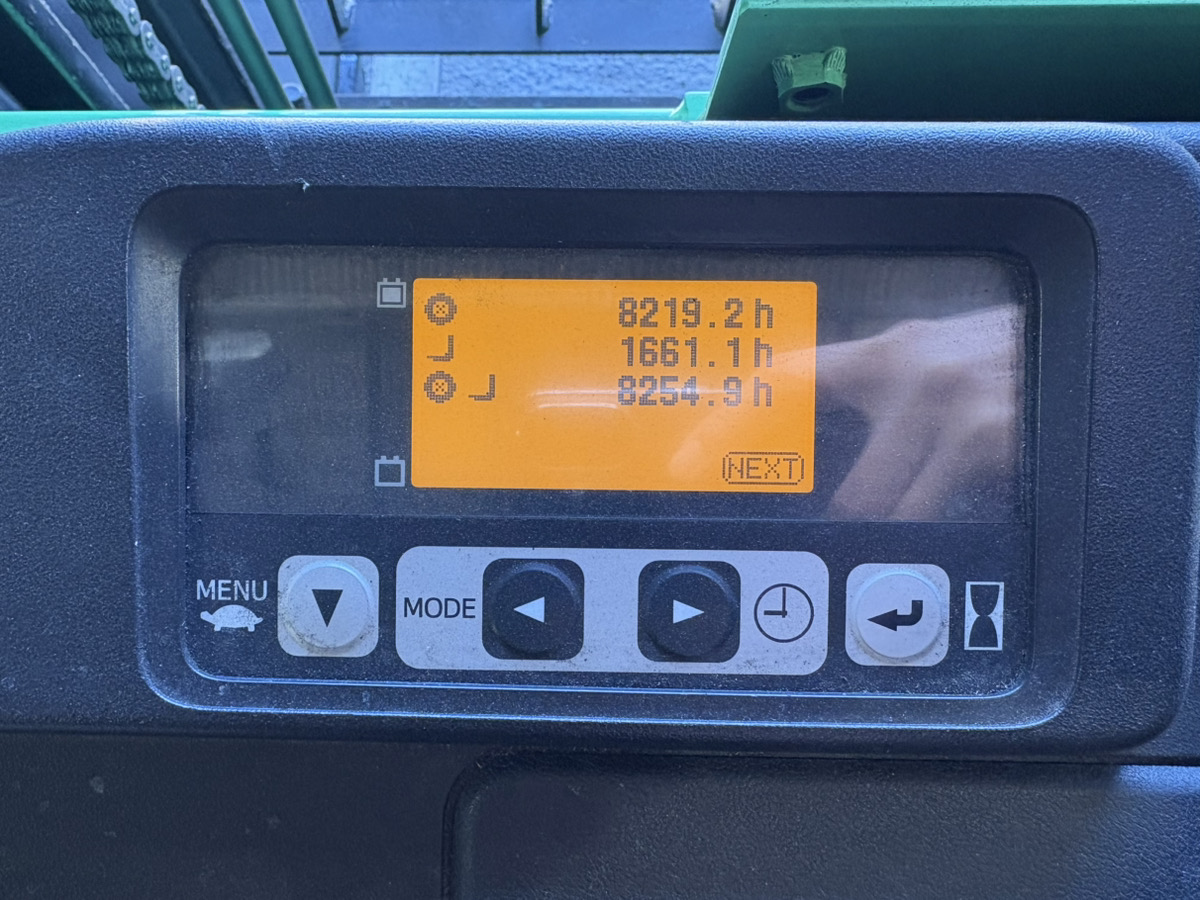 8219.2h
1661.1h
8254.9h
NEXT
MENU
MODE